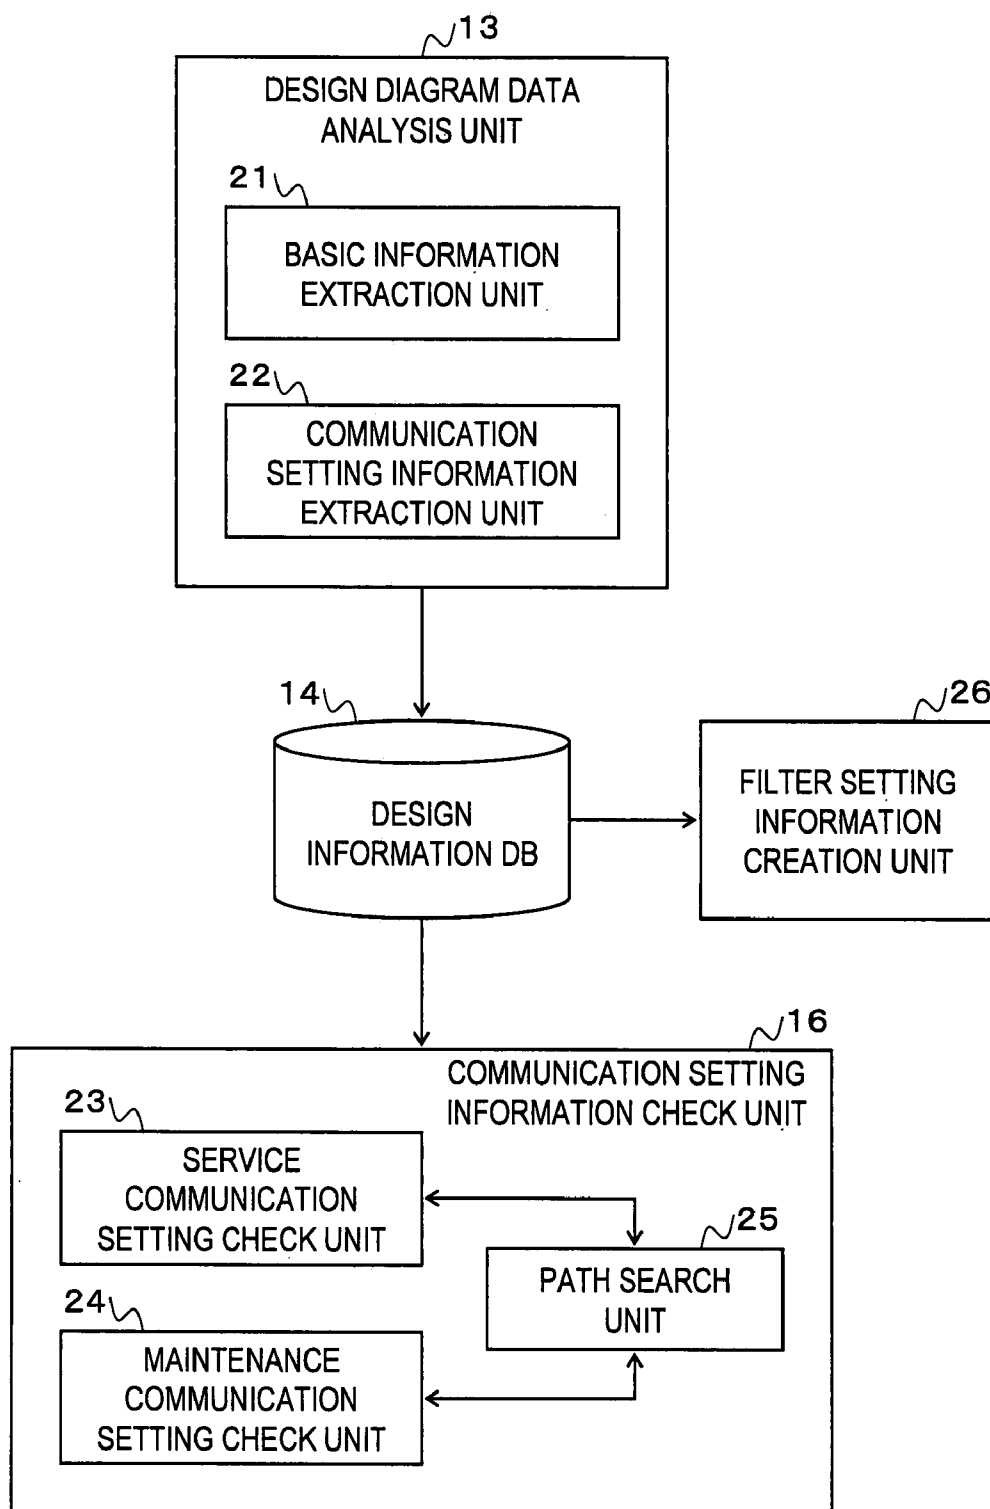 13
DESIGN DIAGRAM DATA
ANALYSIS UNIT
21
BASIC INFORMATION
EXTRACTION UNIT
22
COMMUNICATION
SETTING INFORMATION
EXTRACTION UNIT
14
DESIGN
INFORMATION DB
26
FILTER SETTING
INFORMATION
CREATION UNIT
16
COMMUNICATION SETTING
INFORMATION CHECK UNIT
23
SERVICE
COMMUNICATION
SETTING CHECK UNIT
25
PATH SEARCH
UNIT
24
MAINTENANCE
COMMUNICATION
SETTING CHECK UNIT